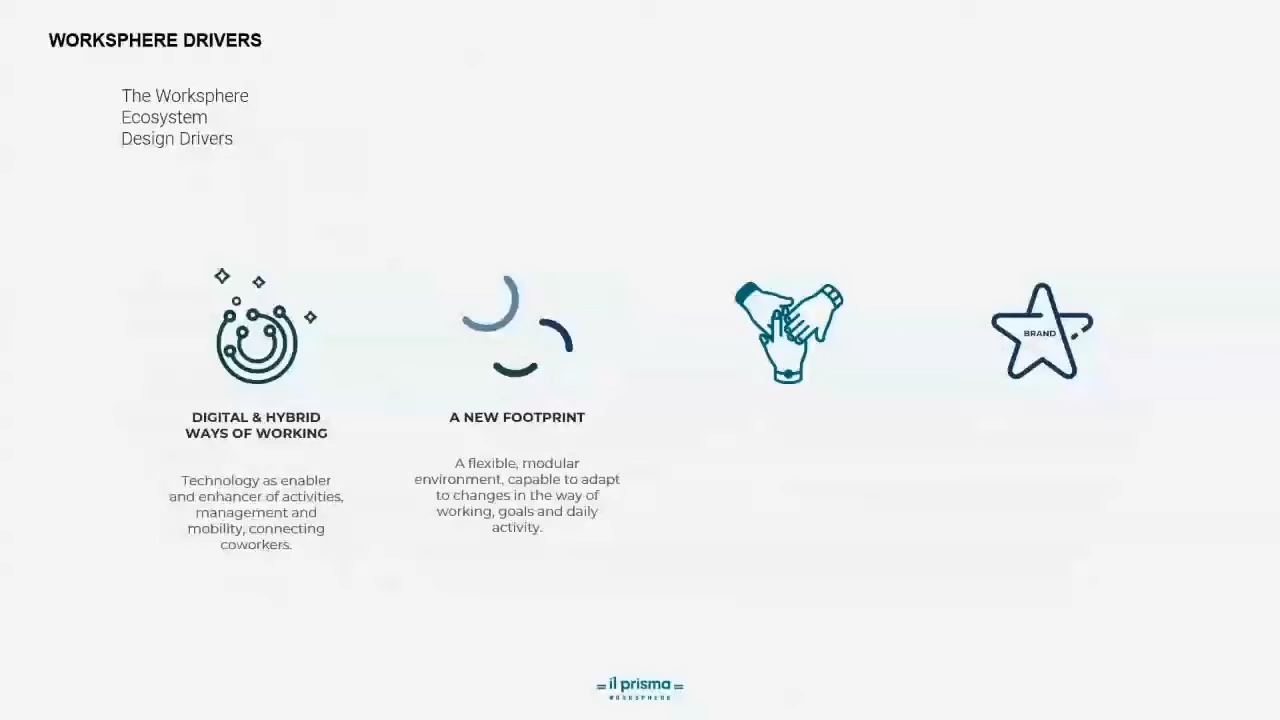 WORKSPHERE DRIVERS
The Worksphere
Ecosystem
Design Drivers
BRAND
DIGITAL & HYBRID
WAYS OF WORKING
Technology as enabler
and enhancer of activities,
management and
mobility, connecting
coworkers.
A NEW FOOTPRINT
A flexible, modular
environment, capable to adapt
to changes in the way of
working, goals and daily
activity.
il prisma
WORKSPHERE